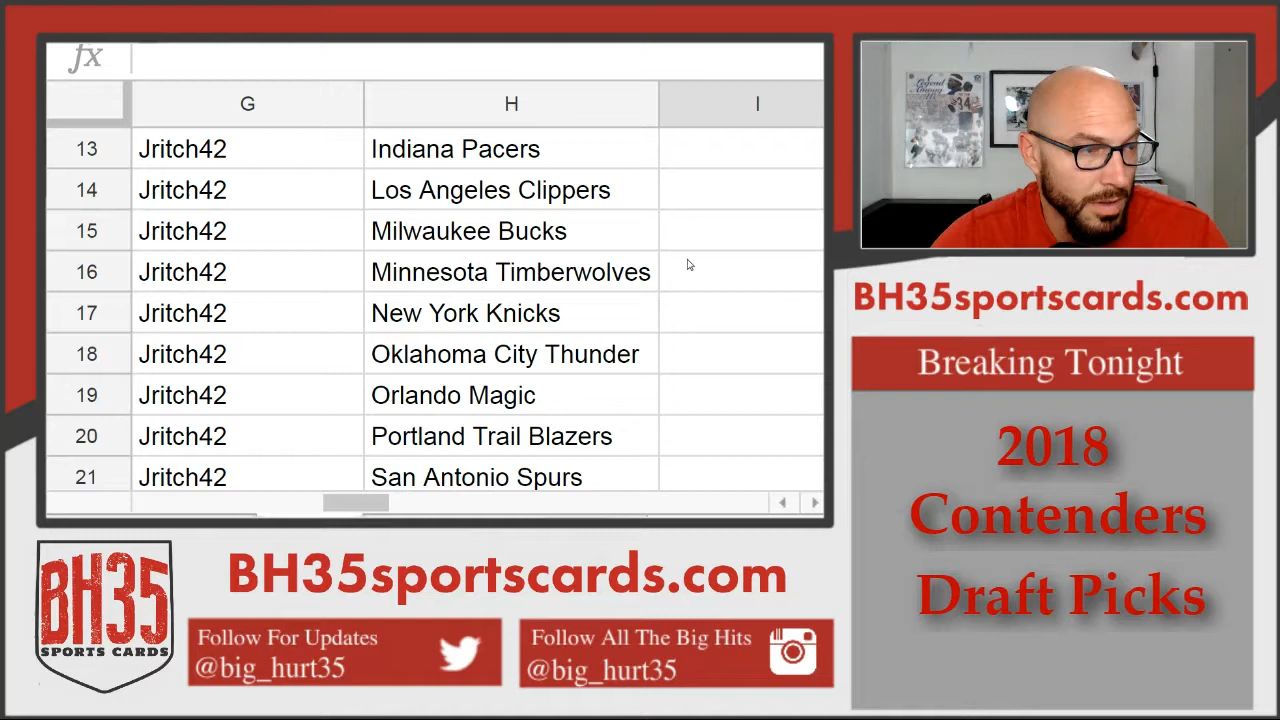 fx
G H I
13 Jritch42 Indiana Pacers
14 Jritch42 Los Angeles Clippers
15 Jritch42 Milwaukee Bucks
16 Jritch42 Minnesota Timberwolves
17 Jritch42 New York Knicks
18 Jritch42 Oklahoma City Thunder
19 Jritch42 Orlando Magic
20 Jritch42 Portland Trail Blazers
21 Jritch42 San Antonio Spurs
34
BH35sportscards.com
Breaking Tonight
2018
Contenders
Draft Picks
BH35
SPORTS CARDS
BH35sportscards.com
Follow For Updates
@big_hurt35
Follow All The Big Hits
@big_hurt35